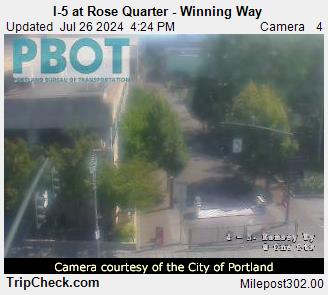 I-5 at Rose Quarter - Winning Way
Updated Jul 26 2024 4:24 PM Camera 4
PBOT
PORTLAND BUREAU OF TRANSPORTATION
Camera courtesy of the City of Portland
TripCheck.com Milepost302.00